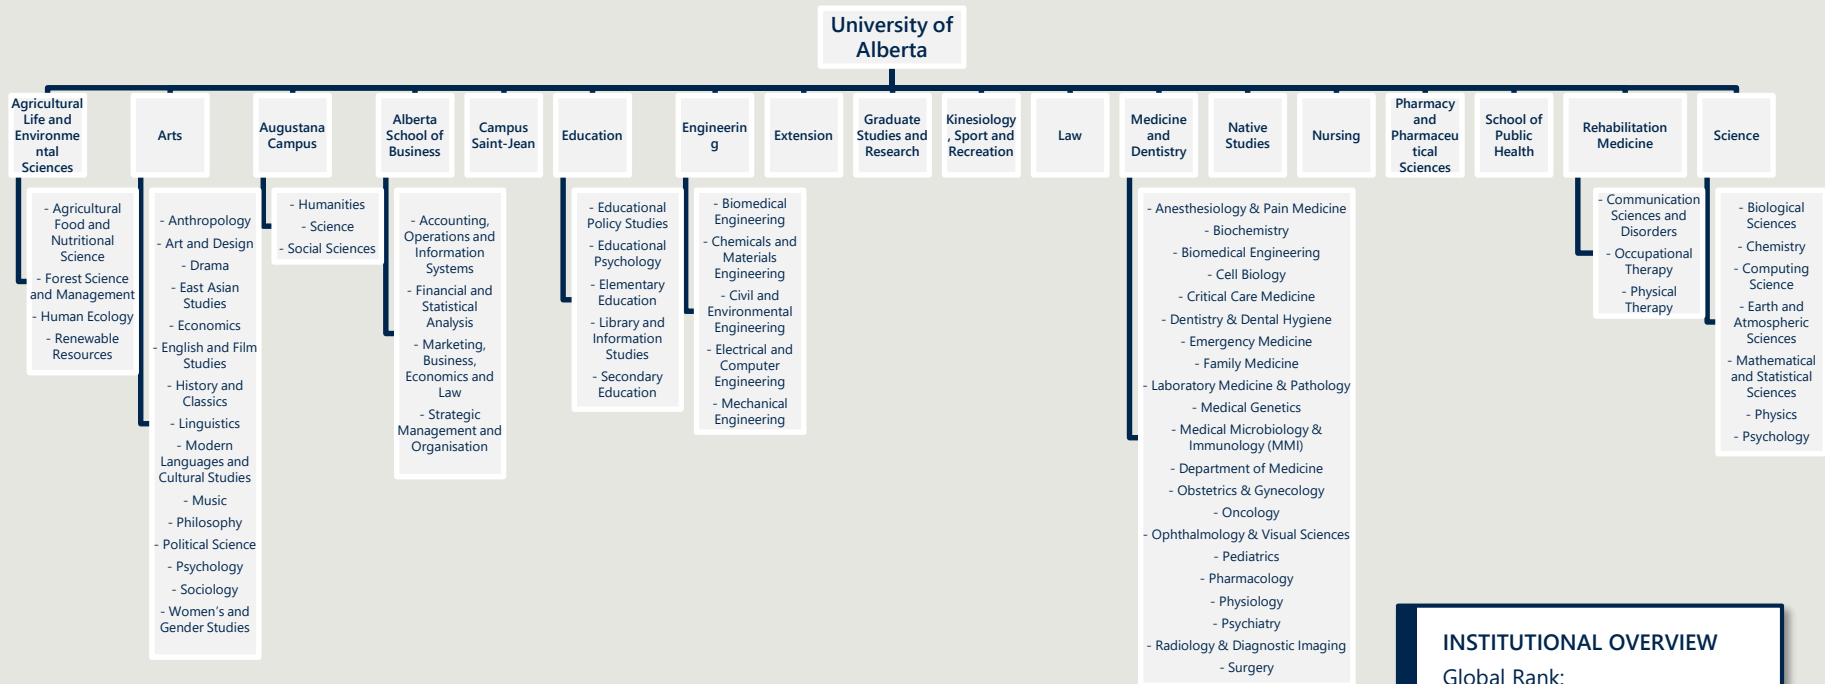 University of
Alberta
Agricultural
Life and
Environme
ntal
Sciences
Arts
Augustana
Campus
Alberta
School of
Business
Campus
Saint-Jean
Education
Engineerin
g
Extension
Graduate
Studies and
Research
Kinesiology
, Sport and
Recreation
Law
Medicine
and
Dentistry
Native
Studies
Nursing
Pharmacy
and
Pharmaceu
tical
Sciences
School of
Public
Health
Rehabilitation
Medicine
Science
- Agricultural
Food and
Nutritional
Science
- Forest Science
and Management
- Human Ecology
- Renewable
Resources
- Anthropology
- Art and Design
- Drama
- East Asian
Studies
- Economics
- English and Film
Studies
- History and
Classics
- Linguistics
- Modern
Languages and
Cultural Studies
- Music
- Philosophy
- Political Science
- Psychology
- Sociology
- Women's and
Gender Studies
- Humanities
- Science
- Social Sciences
- Accounting,
Operations and
Information
Systems
- Financial and
Statistical
Analysis
- Marketing,
Business,
Economics and
Law
- Strategic
Management and
Organisation
- Educational
Policy Studies
- Educational
Psychology
- Elementary
Education
- Library and
Information
Studies
- Secondary
Education
- Biomedical
Engineering
- Chemicals and
Materials
Engineering
- Civil and
Environmental
Engineering
- Electrical and
Computer
Engineering
- Mechanical
Engineering
- Anesthesiology & Pain Medicine
- Biochemistry
- Biomedical Engineering
- Cell Biology
- Critical Care Medicine
- Dentistry & Dental Hygiene
- Emergency Medicine
- Family Medicine
- Laboratory Medicine & Pathology
- Medical Genetics
- Medical Microbiology &
Immunology (MMI)
- Department of Medicine
- Obstetrics & Gynecology
- Oncology
- Ophthalmology & Visual Sciences
- Pediatrics
- Pharmacology
- Physiology
- Psychiatry
- Radiology & Diagnostic Imaging
- Surgery
- Communication
Sciences and
Disorders
- Occupational
Therapy
- Physical
Therapy
- Biological
Sciences
- Chemistry
- Computing
Science
- Earth and
Atmospheric
Sciences
- Mathematical
and Statistical
Sciences
- Physics
- Psychology
INSTITUTIONAL OVERVIEW
Global Rank: